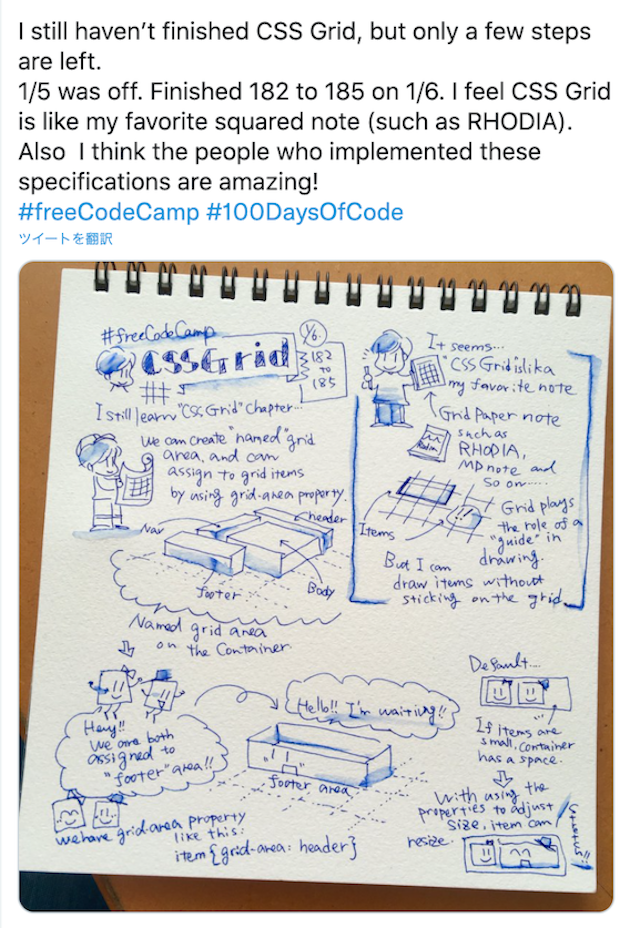 I still haven’t finished CSS Grid, but only a few steps
are left.
1/5 was off. Finished 182 to 185 on 1/6. I feel CSS Grid
is like my favorite squared note (such as RHODIA).
Also  I think the people who implemented these
specifications are amazing!
#freeCodeCamp #100DaysOfCode
ツイートを翻訳
#freeCodeCamp
CSSGrid
1/6.
182
to
185
I still learn "CSS Grid" Chapter...
We can create "named" grid
area, and can
assign to grid items
by using grid-area property.
Nav
header
footer
Body
Named grid area
on the Container.
It seems...
"CSS Grid" is lika
my favorite note
Grid Paper note
such as
RHODIA,
MD note and
so on.....
Items
Grid plays
the role of a
"guide" in
drawing.
But I can
draw items without
sticking on the grid.
Hey!!
We are both
assigned to
"footer" area!!
Hello!! I'm waiting!!
footer area
we have grid-area property
like this:
item {grid-area: header}
Default....
If items are
small, container
has a space.
With using the
properties to adjust
size, item can
resize.